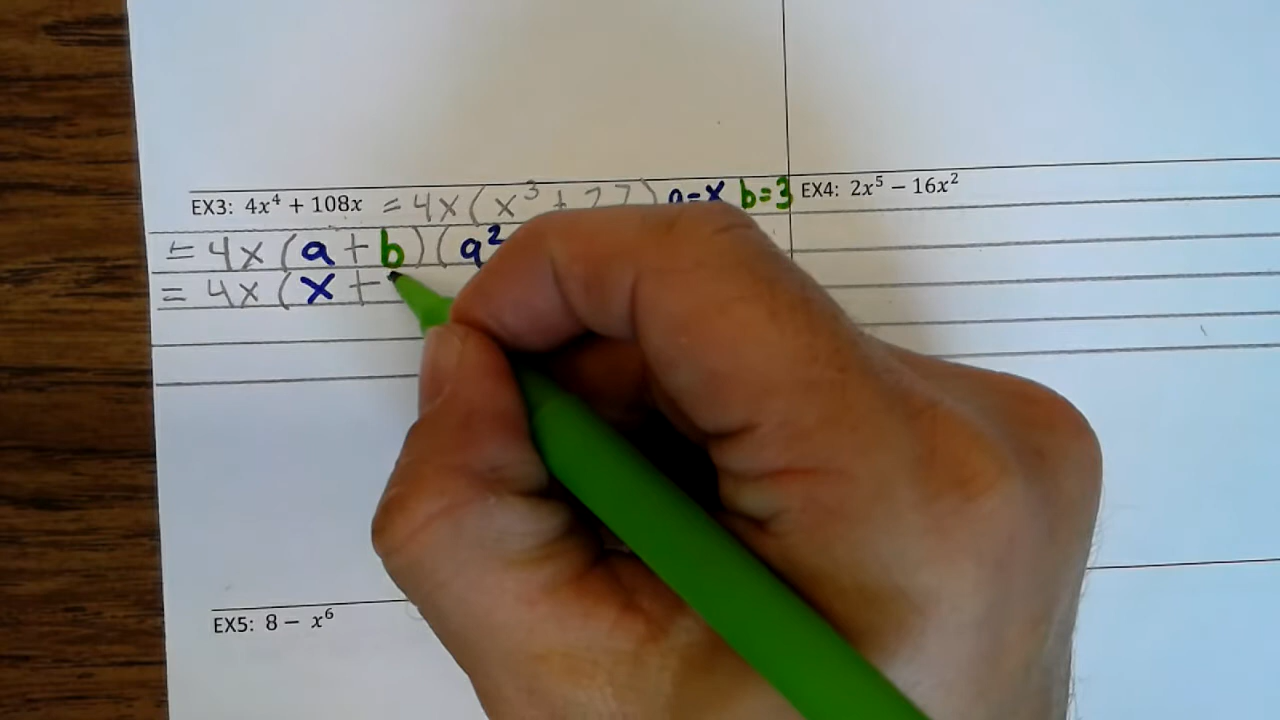 EX3: 4x⁴ + 108x = 4x(x³ + 27) a=x b=3
= 4x(a + b)(a²
= 4x(x +
EX4: 2x⁵ − 16x²
EX5: 8 − x⁶